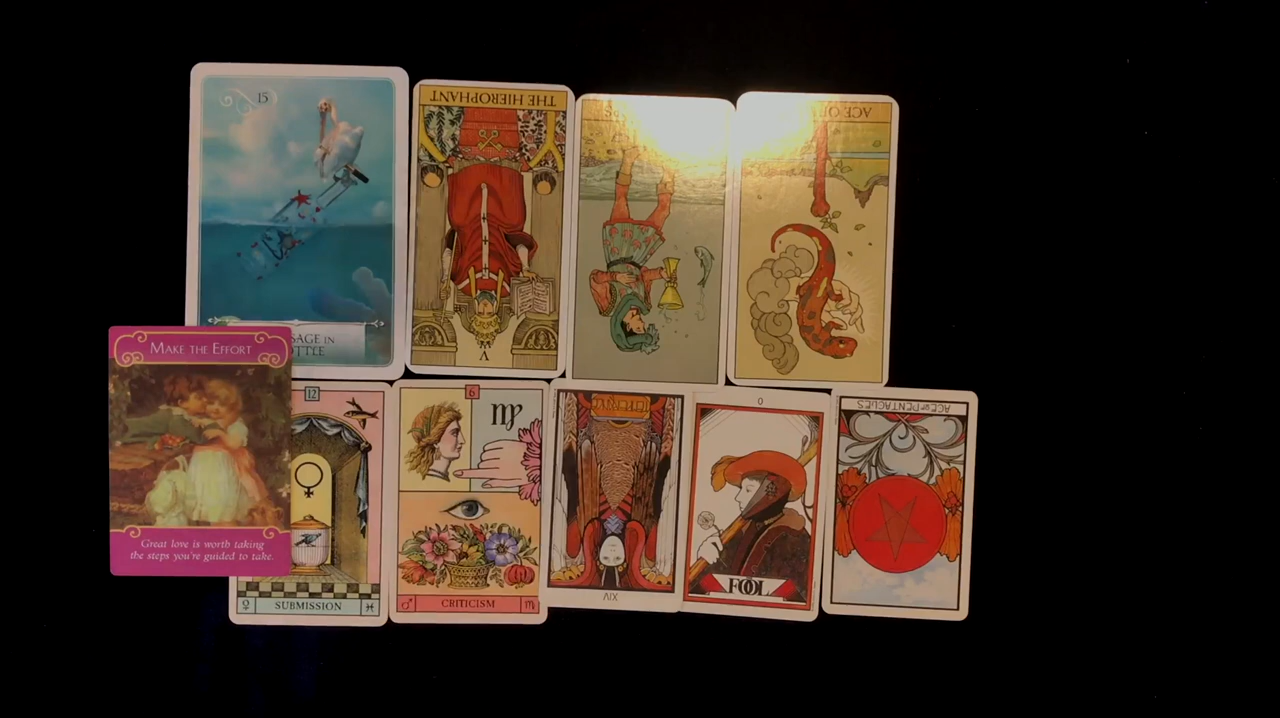 15
SAGE IN
TTLE
THE HIEROPHANT
V
ACE OF
MAKE THE EFFORT
Great love is worth taking
the steps you're guided to take.
12
SUBMISSION
6
CRITICISM
XIV
0
FOOL
ACE OF PENTACLES